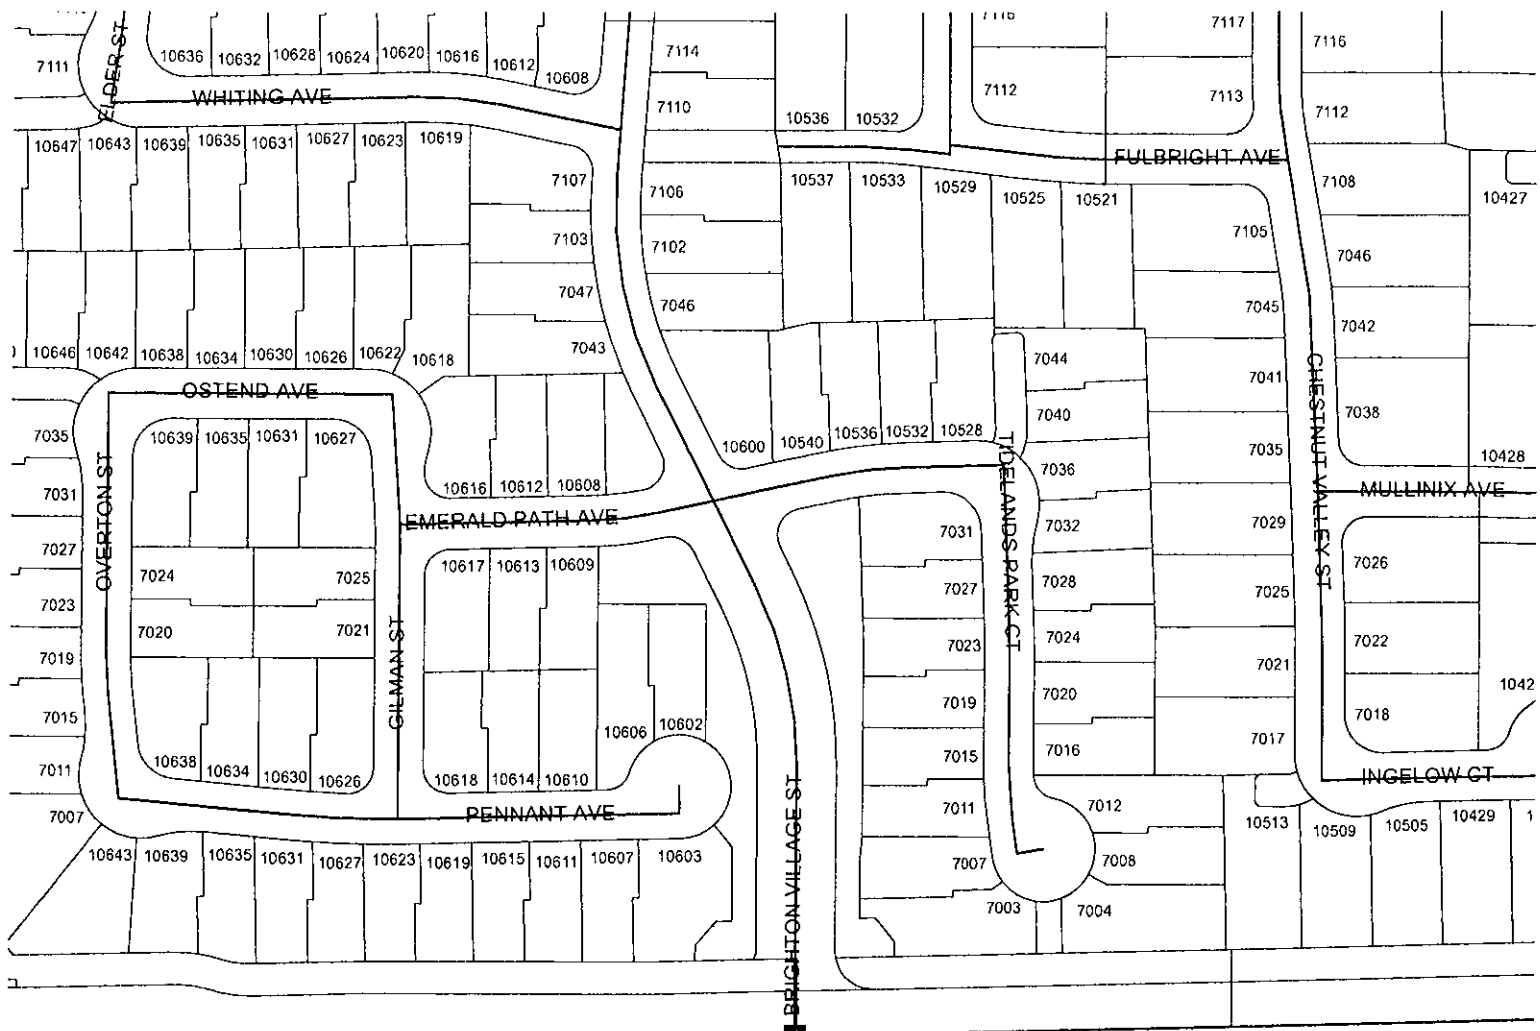 7116
7117
7114
7116
10636 10632 10628 10624 10620 10616 10612 10608
7111
ELDER ST
WHITING AVE
7110
7112
7113
7112
10536 10532
10647 10643 10639 10635 10631 10627 10623 10619
FULBRIGHT AVE
7107
7106
10537 10533 10529 10525 10521
7108
10427
7103
7102
7105
7046
7047
7046
7045
7042
10646 10642 10638 10634 10630 10626 10622 10618
7043
7044
7041
CHESTNUT VALLEY ST
OSTEND AVE
7040
7038
7035
10639 10635 10631 10627
10600 10540 10536 10532 10528
7035
10428
TIDELANDS PARK CT
7036
7031
OVERTON ST
10616 10612 10608
MULLINIX AVE
EMERALD PATH AVE
7031
7032
7029
7027
7024
7025
10617 10613 10609
7027
7028
7025
7026
7023
7020
7021
GILMAN ST
7023
7024
7022
7019
7021
7015
7019
7020
7018
10606 10602
7017
7011
10638 10634 10630 10626
10618 10614 10610
7015
7016
INGELOW CT
BRIGHTON VILLAGE ST
7007
PENNANT AVE
7011
7012
10513 10509 10505 10429
10643 10639 10635 10631 10627 10623 10619 10615 10611 10607 10603
7007
7008
7003
7004